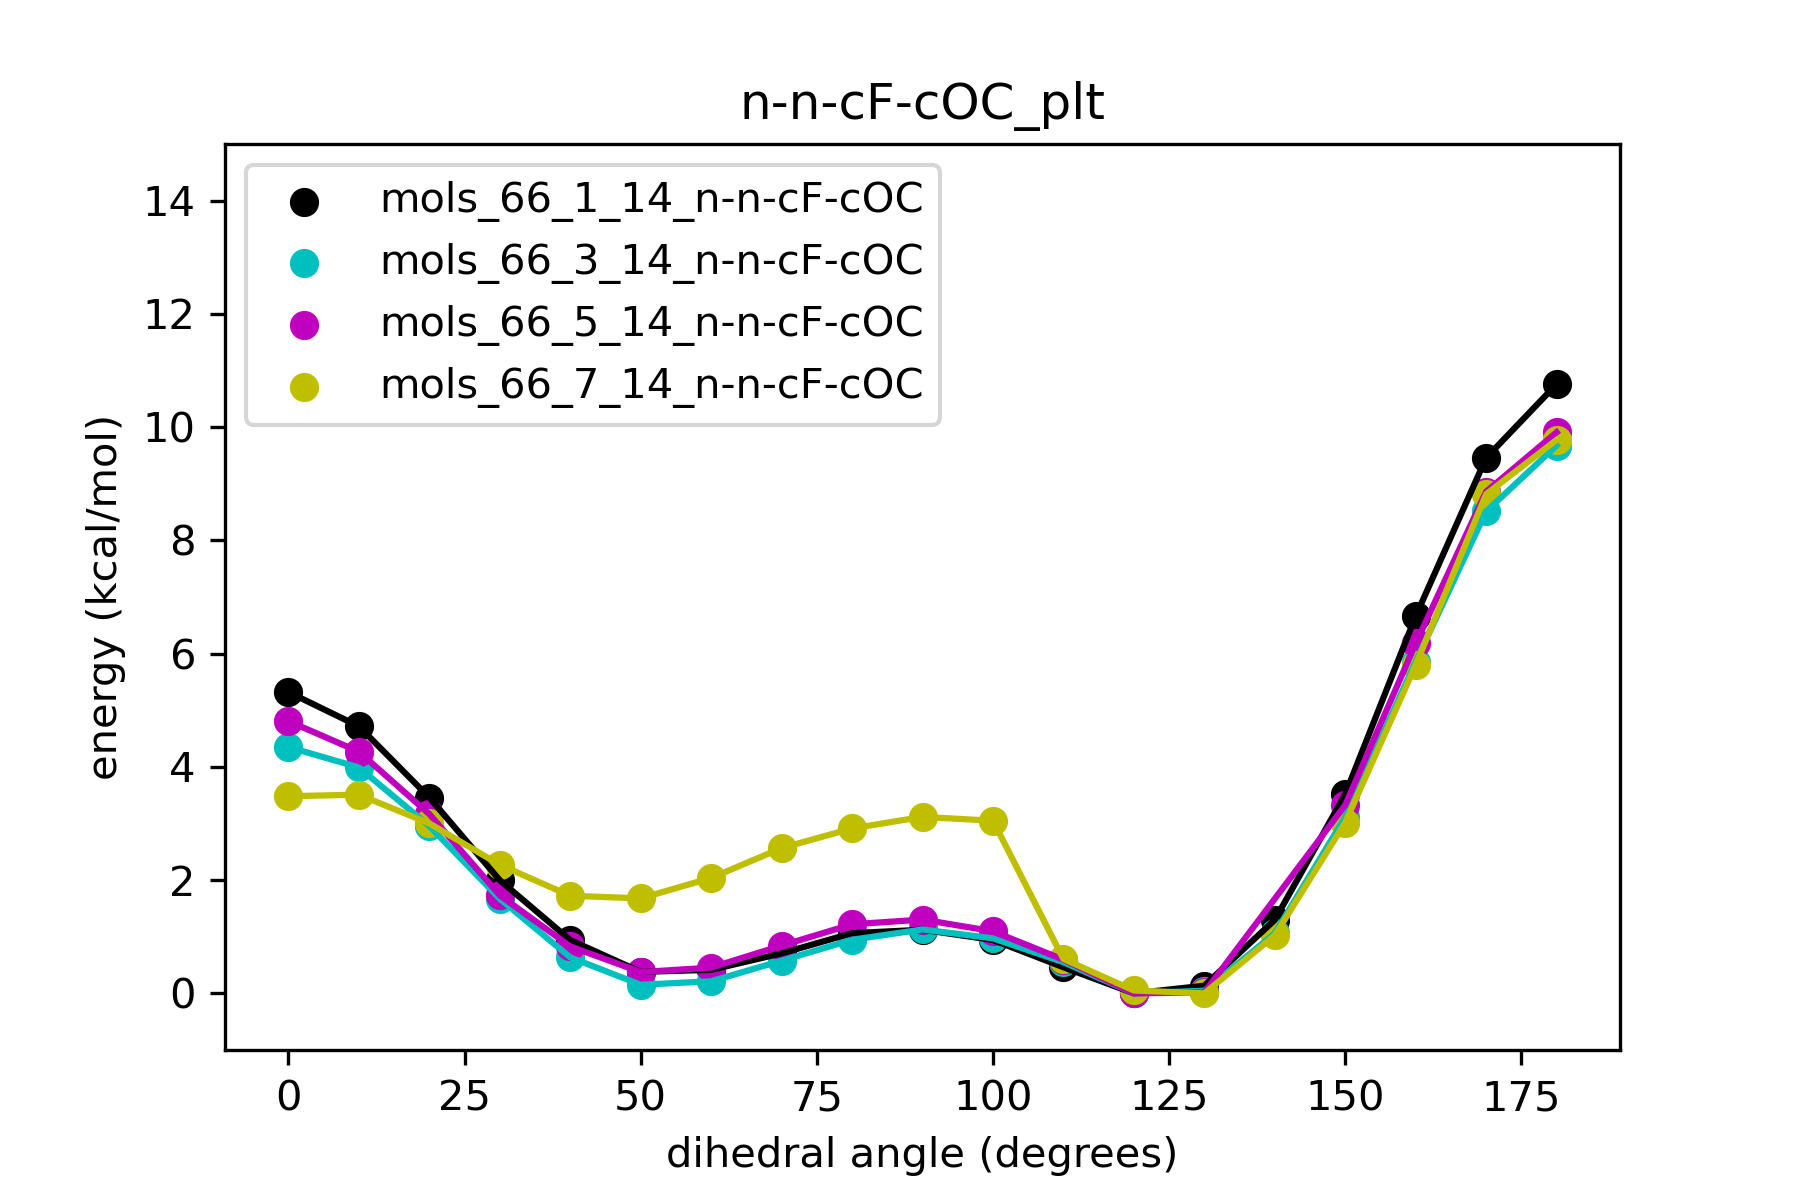 n-n-cF-cOC_plt
mols_66_1_14_n-n-cF-cOC
mols_66_3_14_n-n-cF-cOC
mols_66_5_14_n-n-cF-cOC
mols_66_7_14_n-n-cF-cOC
energy (kcal/mol)
14
12
10
8
6
4
2
0
0 25 50 75 100 125 150 175
dihedral angle (degrees)